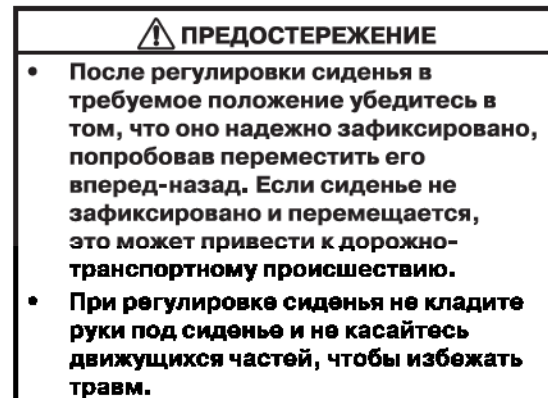 ПРЕДОСТЕРЕЖЕНИЕ
• После регулировки сиденья в
требуемое положение убедитесь в
том, что оно надежно зафиксировано,
попробовав переместить его
вперед-назад. Если сиденье не
зафиксировано и перемещается,
это может привести к дорожно-
транспортному происшествию.
• При регулировке сиденья не кладите
руки под сиденье и не касайтесь
движущихся частей, чтобы избежать
травм.